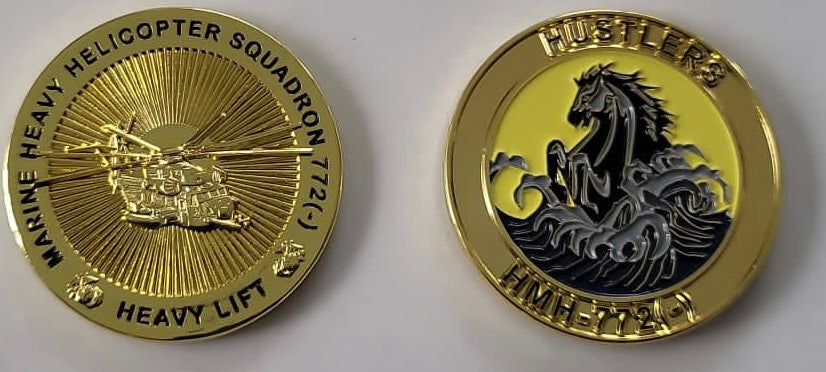 MARINE HEAVY HELICOPTER SQUADRON 772(-)
HEAVY LIFT
HUSTLERS
HMH-772(-)